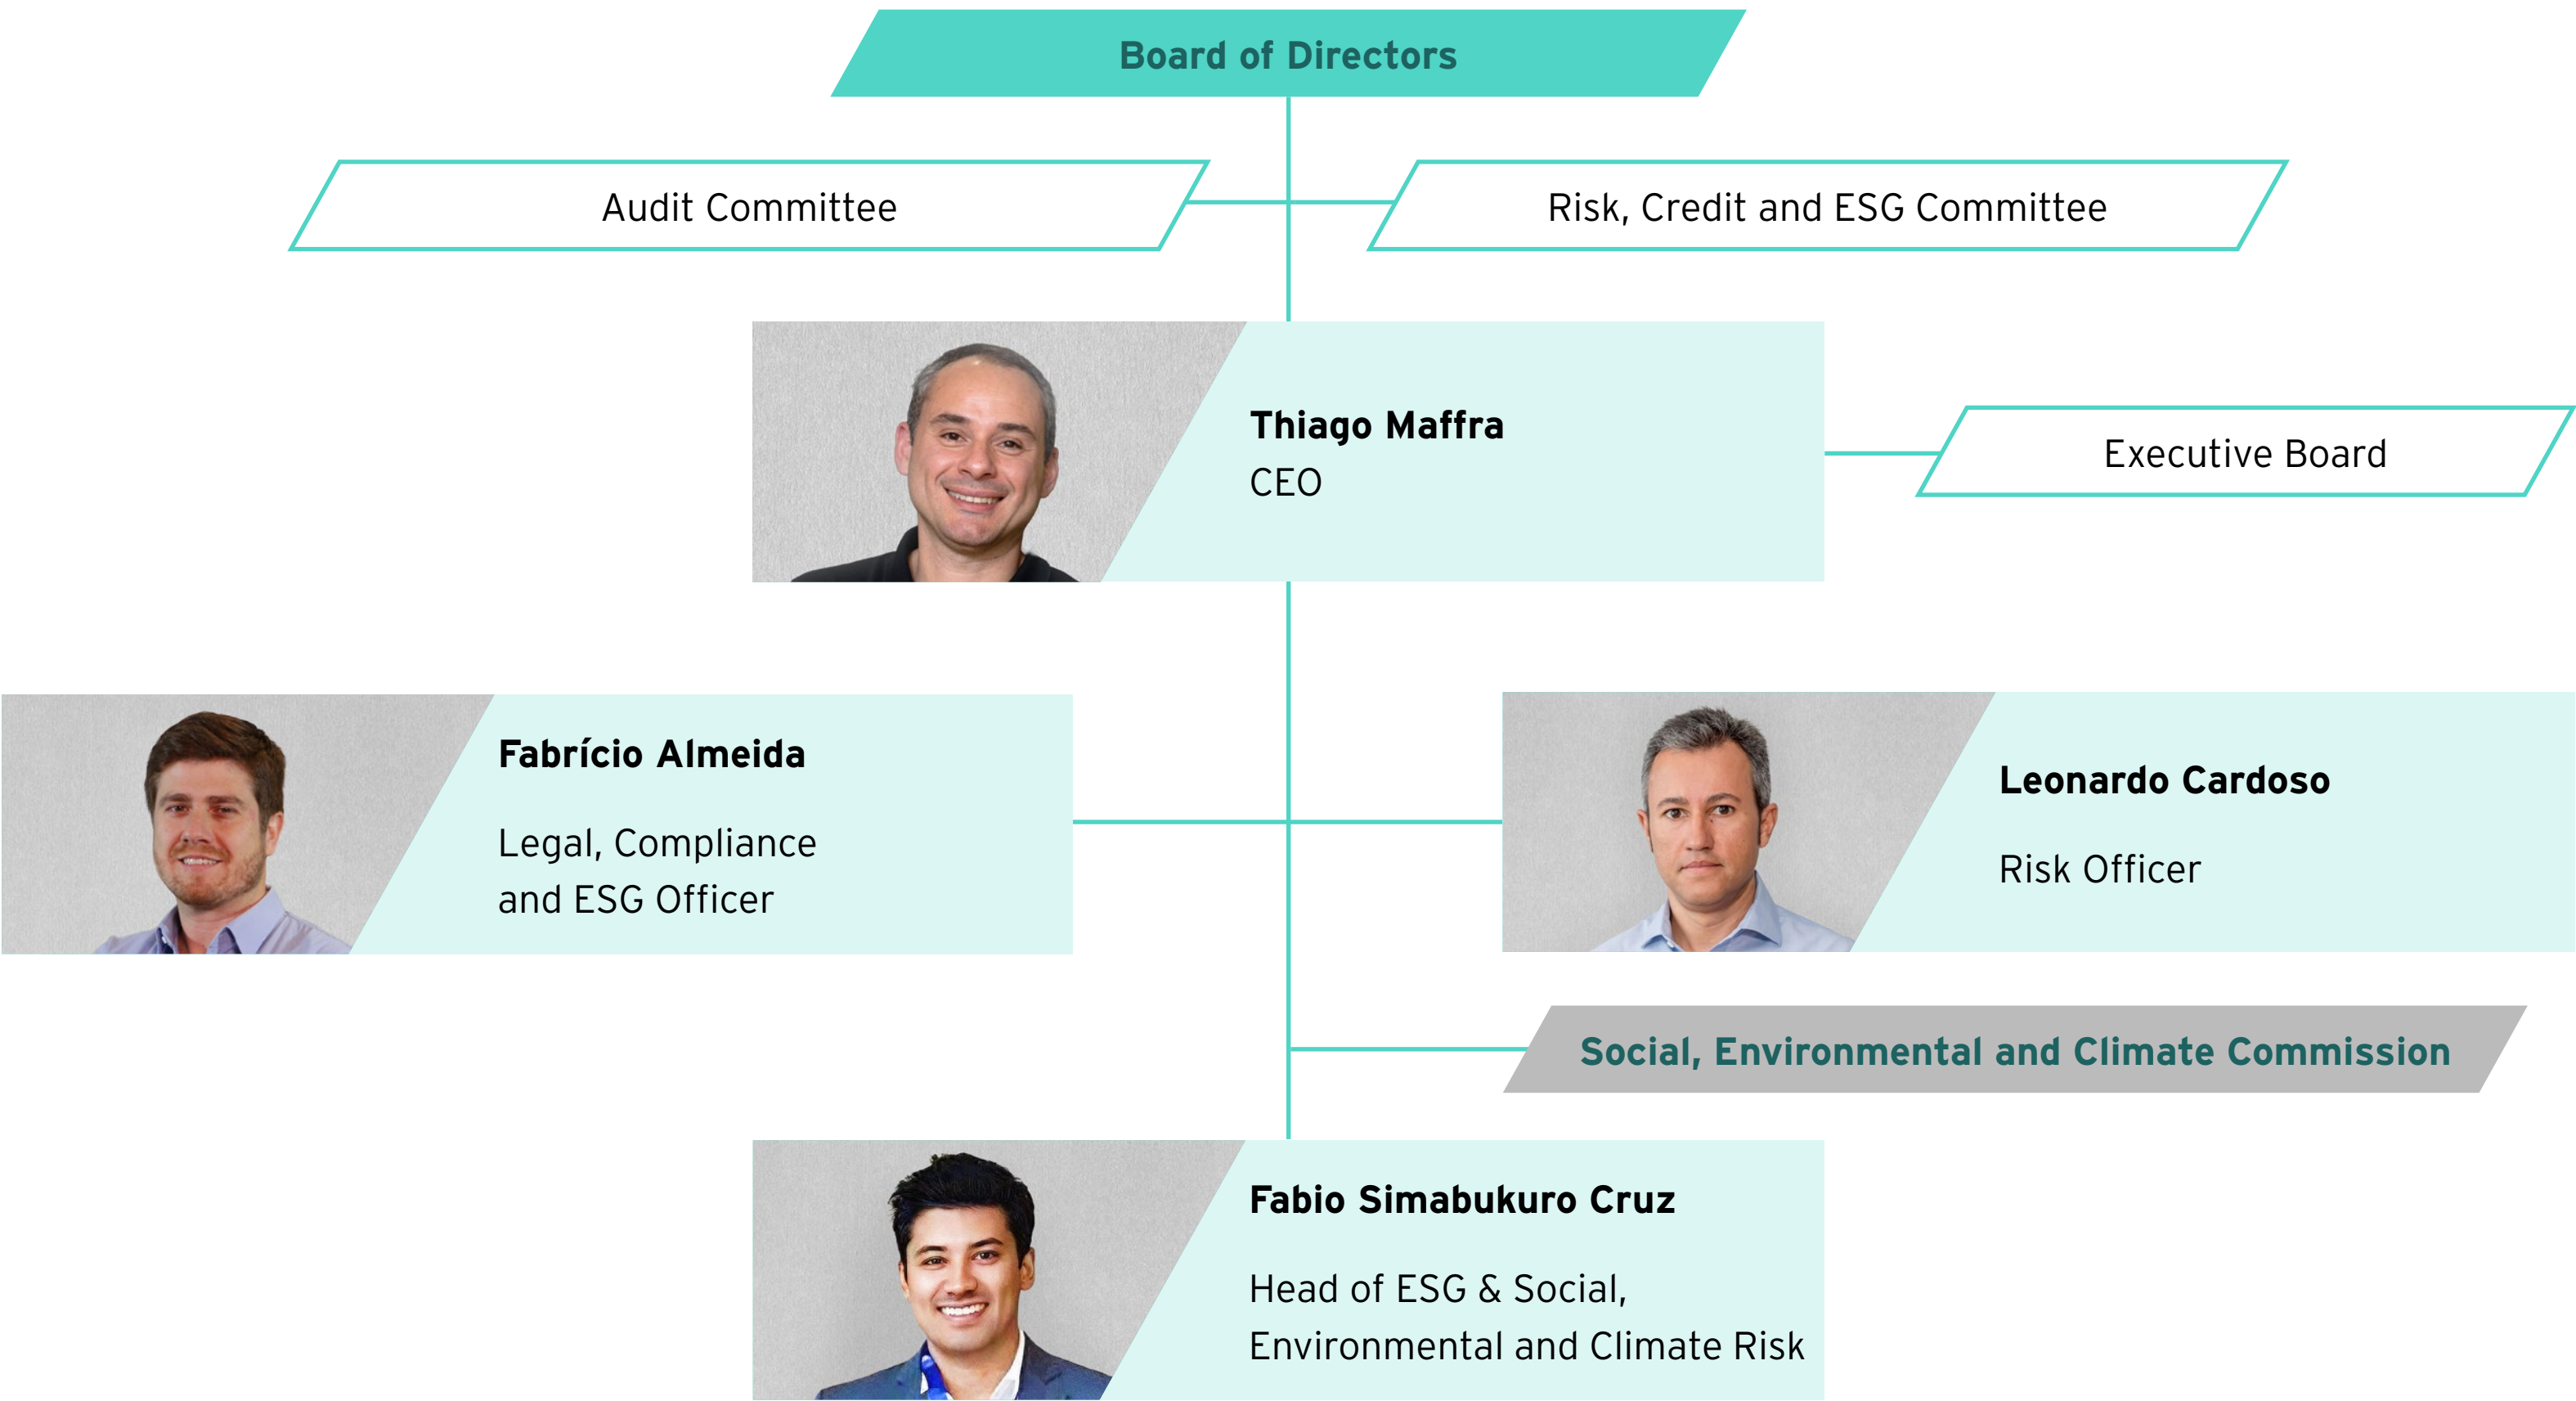 Board of Directors
Audit Committee
Risk, Credit and ESG Committee
Thiago Maffra
CEO
Executive Board
Fabrício Almeida
Legal, Compliance
and ESG Officer
Leonardo Cardoso
Risk Officer
Social, Environmental and Climate Commission
Fabio Simabukuro Cruz
Head of ESG & Social,
Environmental and Climate Risk